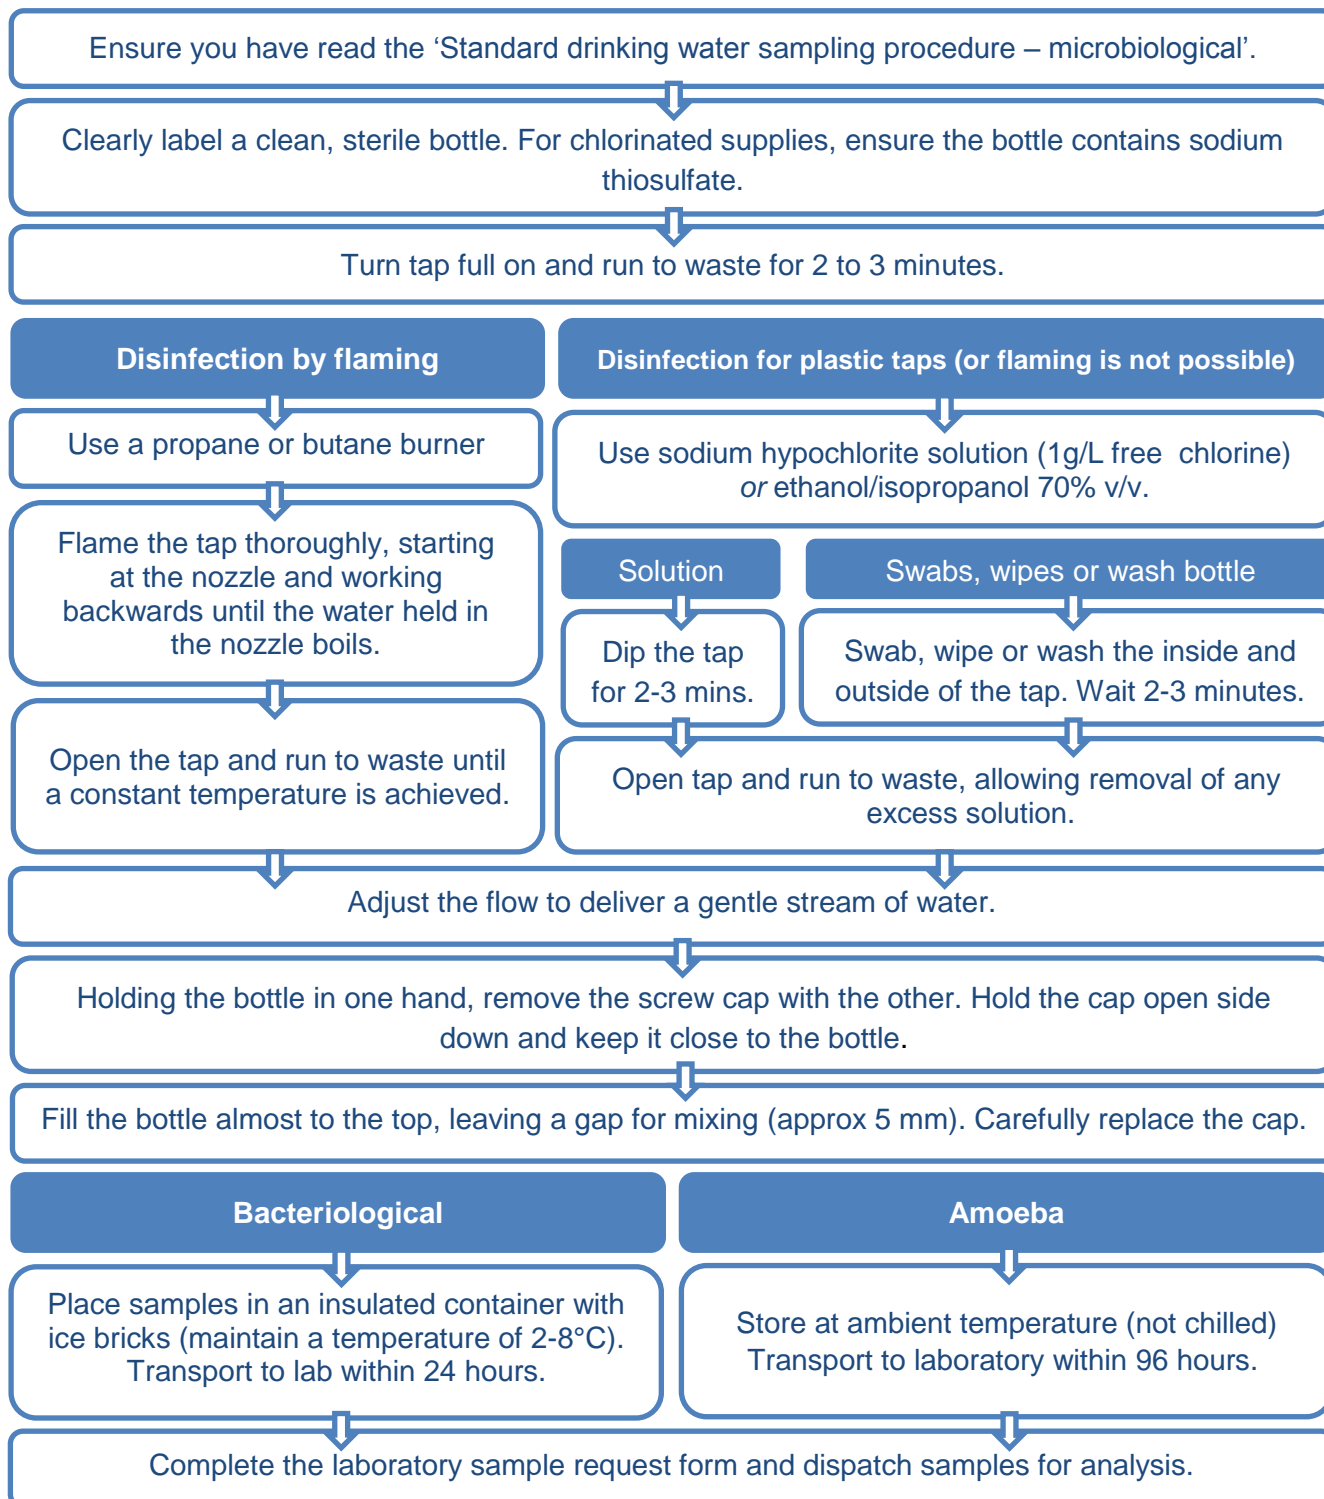 Ensure you have read the ‘Standard drinking water sampling procedure – microbiological’.
Clearly label a clean, sterile bottle. For chlorinated supplies, ensure the bottle contains sodium
thiosulfate.
Turn tap full on and run to waste for 2 to 3 minutes.
Disinfection by flaming
Use a propane or butane burner
Flame the tap thoroughly, starting
at the nozzle and working
backwards until the water held in
the nozzle boils.
Open the tap and run to waste until
a constant temperature is achieved.
Disinfection for plastic taps (or flaming is not possible)
Use sodium hypochlorite solution (1g/L free chlorine)
or ethanol/isopropanol 70% v/v.
Solution
Dip the tap
for 2-3 mins.
Swabs, wipes or wash bottle
Swab, wipe or wash the inside and
outside of the tap. Wait 2-3 minutes.
Open tap and run to waste, allowing removal of any
excess solution.
Adjust the flow to deliver a gentle stream of water.
Holding the bottle in one hand, remove the screw cap with the other. Hold the cap open side
down and keep it close to the bottle.
Fill the bottle almost to the top, leaving a gap for mixing (approx 5 mm). Carefully replace the cap.
Bacteriological
Place samples in an insulated container with
ice bricks (maintain a temperature of 2-8°C).
Transport to lab within 24 hours.
Amoeba
Store at ambient temperature (not chilled)
Transport to laboratory within 96 hours.
Complete the laboratory sample request form and dispatch samples for analysis.